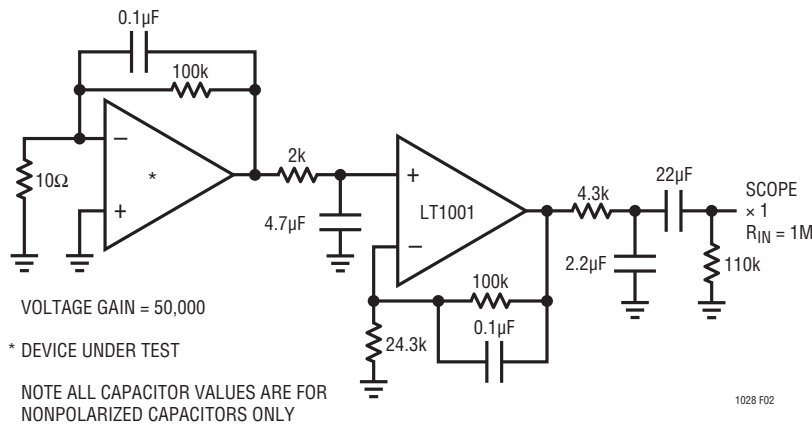 0.1µF
100k
–
*
+
10Ω
2k
4.7µF
+
LT1001
–
4.3k
22µF
SCOPE
× 1
R_IN = 1M
2.2µF
110k
100k
0.1µF
24.3k
VOLTAGE GAIN = 50,000
* DEVICE UNDER TEST
NOTE ALL CAPACITOR VALUES ARE FOR
NONPOLARIZED CAPACITORS ONLY
1028 F02